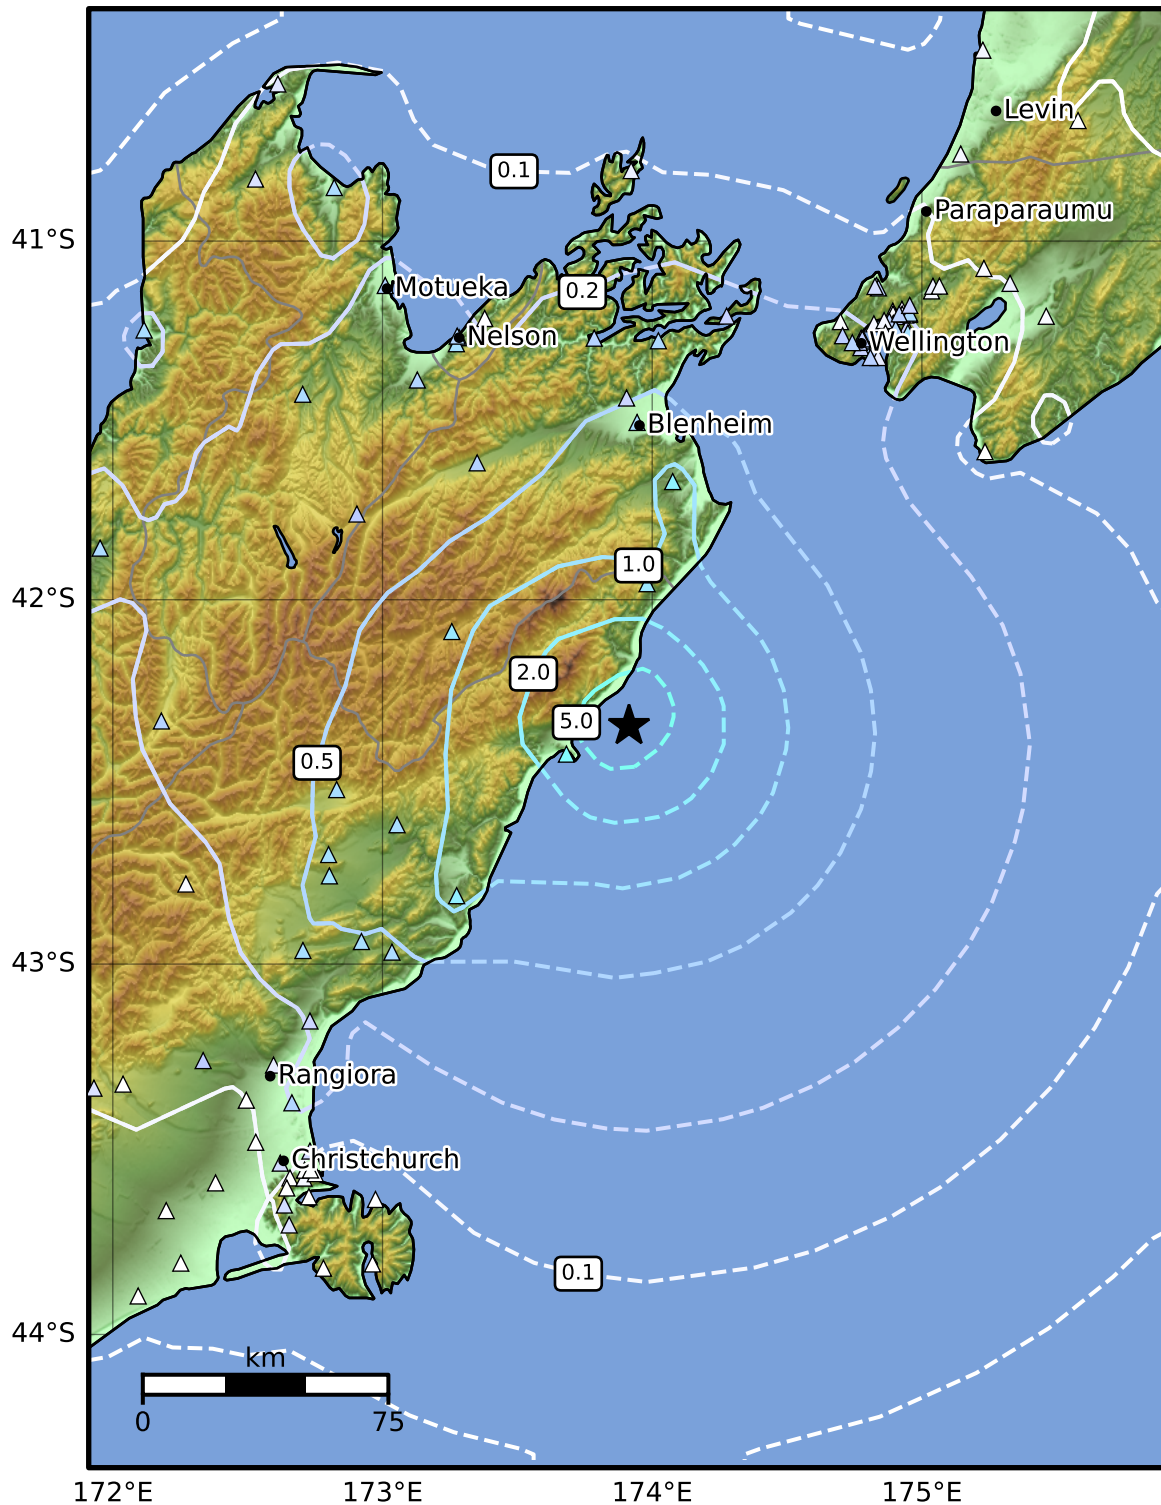 Levin
0.1
Paraparaumu
41°S
Motueka
0.2
Nelson
Wellington
Blenheim
1.0
42°S
2.0
5.0
0.5
43°S
Rangiora
Christchurch
0.1
44°S
km
0 75
172°E 173°E 174°E 175°E